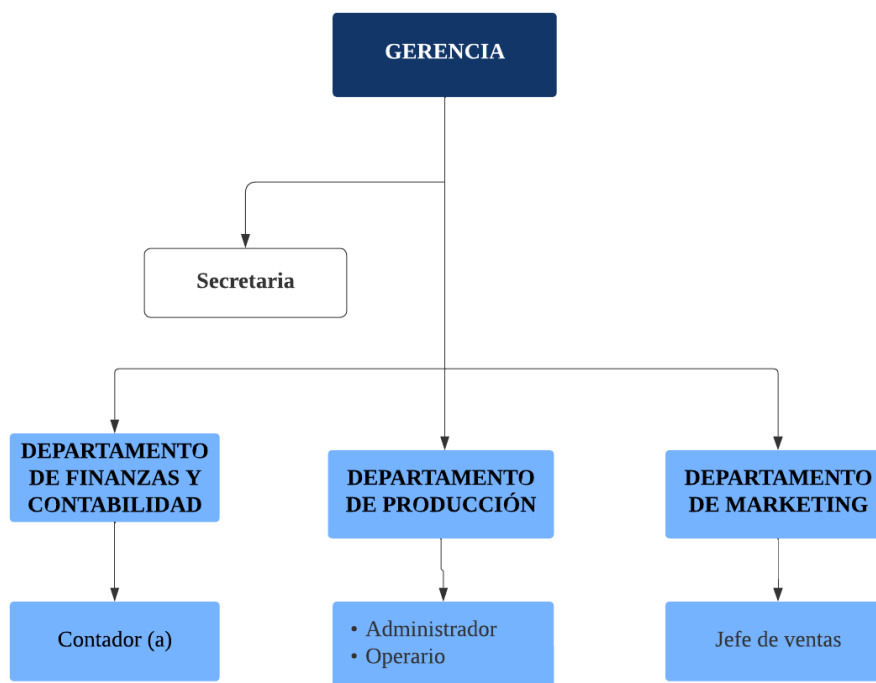 GERENCIA
Secretaria
DEPARTAMENTO
DE FINANZAS Y
CONTABILIDAD
DEPARTAMENTO
DE PRODUCCIÓN
DEPARTAMENTO
DE MARKETING
Contador (a)
• Administrador
• Operario
Jefe de ventas